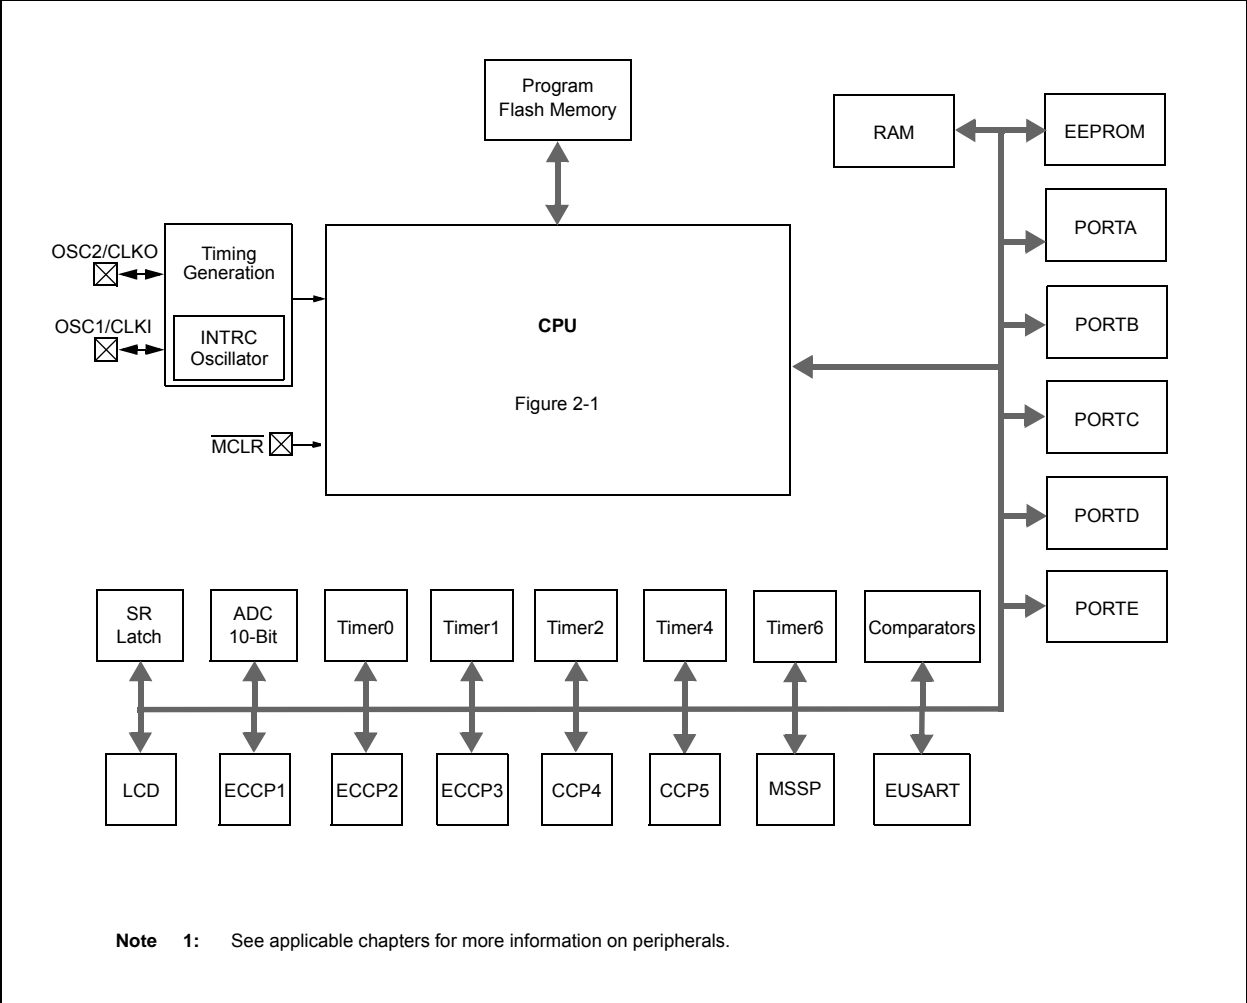 Program
Flash Memory
RAM
EEPROM
PORTA
OSC2/CLKO
Timing
Generation
OSC1/CLKI
INTRC
Oscillator
CPU
PORTB
Figure 2-1
PORTC
MCLR
PORTD
SR
Latch
ADC
10-Bit
Timer0
Timer1
Timer2
Timer4
Timer6
Comparators
PORTE
LCD
ECCP1
ECCP2
ECCP3
CCP4
CCP5
MSSP
EUSART
Note 1: See applicable chapters for more information on peripherals.